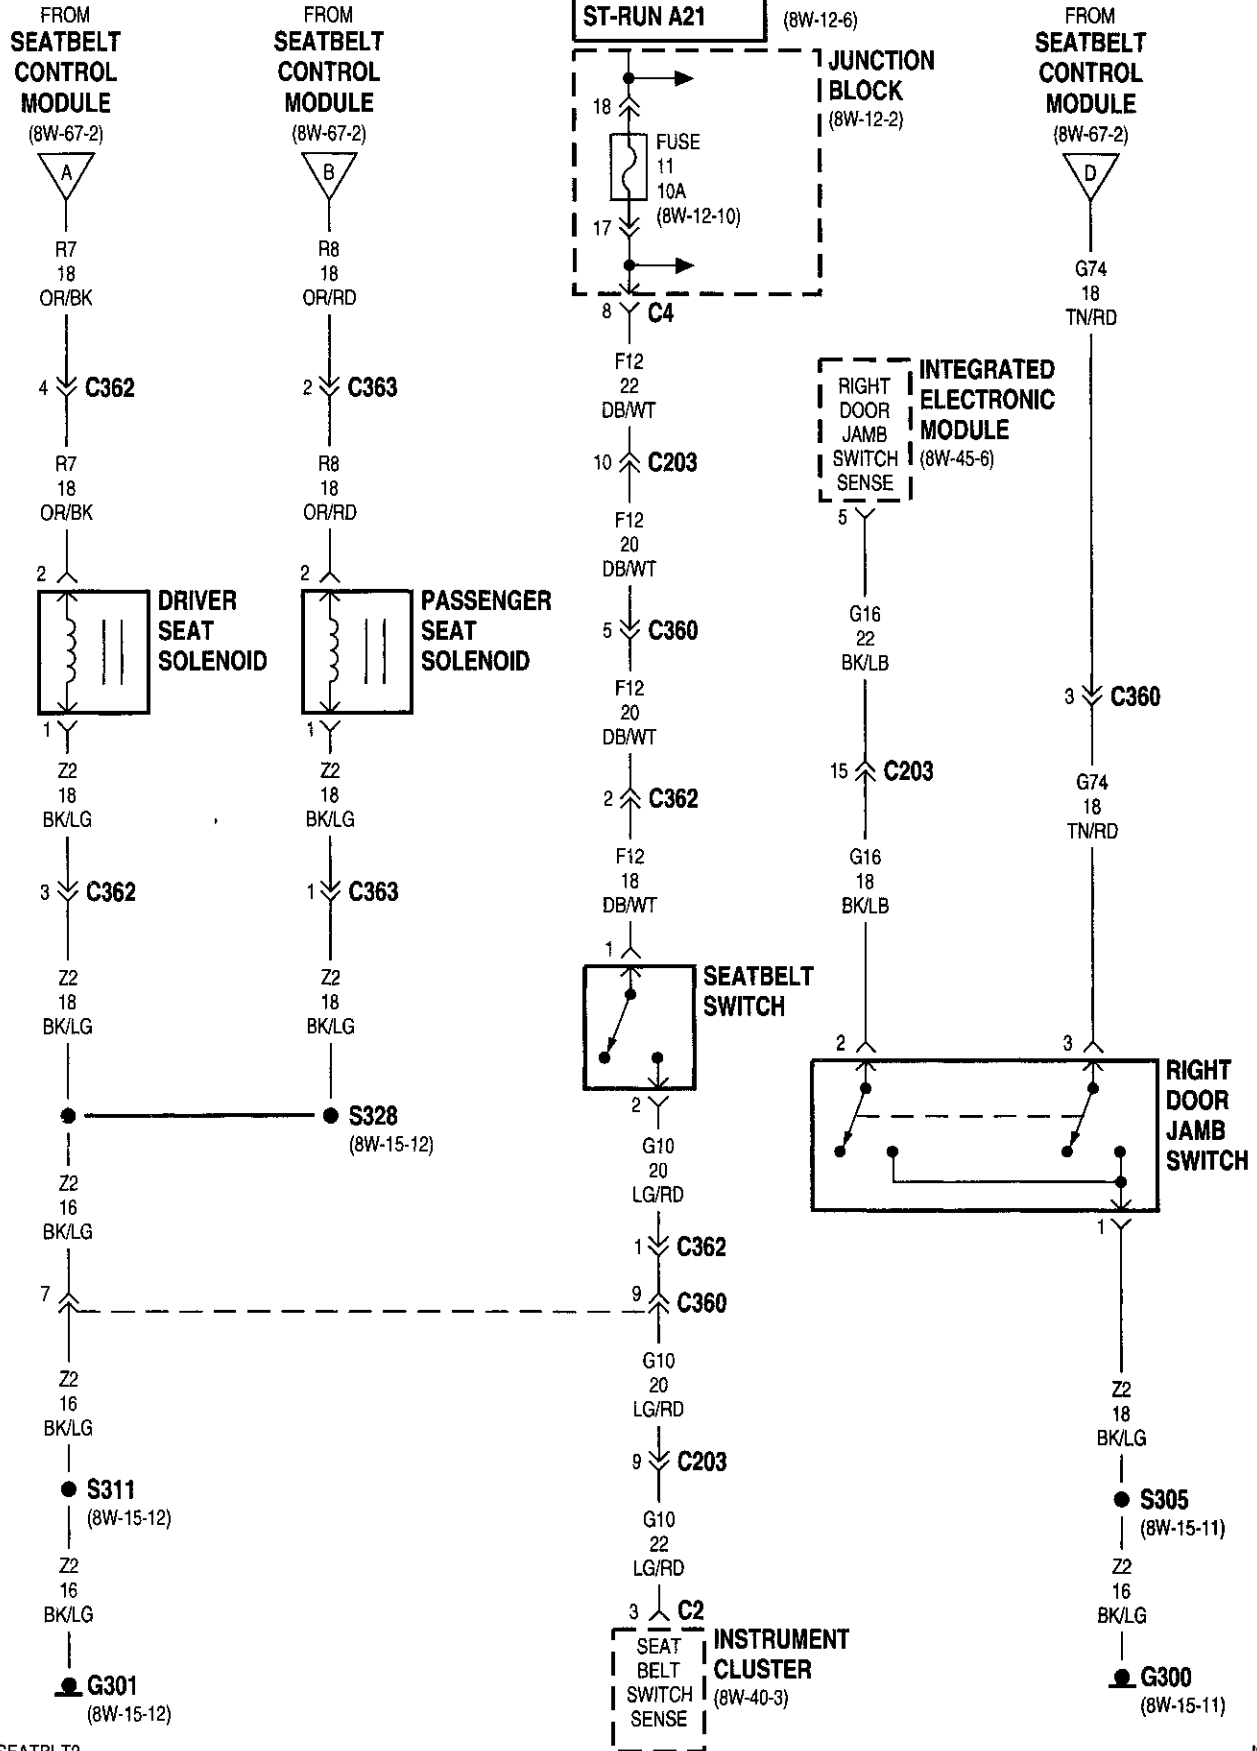 FROM
SEATBELT
CONTROL
MODULE
(8W-67-2)
A
R7
18
OR/BK
4
C362
R7
18
OR/BK
2
DRIVER
SEAT
SOLENOID
1
Z2
18
BK/LG
3
C362
Z2
18
BK/LG
Z2
16
BK/LG
7
Z2
16
BK/LG
S311
(8W-15-12)
Z2
16
BK/LG
G301
(8W-15-12)
FROM
SEATBELT
CONTROL
MODULE
(8W-67-2)
B
R8
18
OR/RD
2
C363
R8
18
OR/RD
2
PASSENGER
SEAT
SOLENOID
1
Z2
18
BK/LG
1
C363
Z2
18
BK/LG
S328
(8W-15-12)
ST-RUN A21
(8W-12-6)
JUNCTION
BLOCK
(8W-12-2)
18
FUSE
11
10A
(8W-12-10)
17
8
C4
F12
22
DB/WT
10
C203
F12
20
DB/WT
5
C360
F12
20
DB/WT
2
C362
F12
18
DB/WT
1
SEATBELT
SWITCH
2
G10
20
LG/RD
1
C362
9
C360
G10
20
LG/RD
9
C203
G10
22
LG/RD
3
C2
SEAT
BELT
SWITCH
SENSE
INSTRUMENT
CLUSTER
(8W-40-3)
RIGHT
DOOR
JAMB
SWITCH
SENSE
INTEGRATED
ELECTRONIC
MODULE
(8W-45-6)
5
G16
22
BK/LB
15
C203
G16
18
BK/LB
2
FROM
SEATBELT
CONTROL
MODULE
(8W-67-2)
D
G74
18
TN/RD
3
C360
G74
18
TN/RD
3
RIGHT
DOOR
JAMB
SWITCH
1
Z2
18
BK/LG
S305
(8W-15-11)
Z2
16
BK/LG
G300
(8W-15-11)